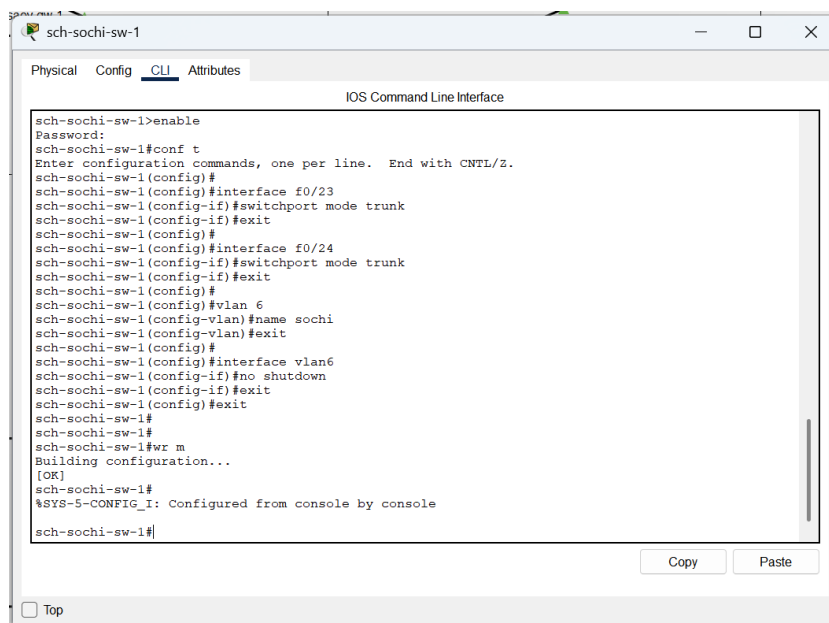 sch-sochi-sw-1
Physical Config CLI Attributes
IOS Command Line Interface
sch-sochi-sw-1>enable
Password:
sch-sochi-sw-1#conf t
Enter configuration commands, one per line.  End with CNTL/Z.
sch-sochi-sw-1(config)#
sch-sochi-sw-1(config)#interface f0/23
sch-sochi-sw-1(config-if)#switchport mode trunk
sch-sochi-sw-1(config-if)#exit
sch-sochi-sw-1(config)#
sch-sochi-sw-1(config)#interface f0/24
sch-sochi-sw-1(config-if)#switchport mode trunk
sch-sochi-sw-1(config-if)#exit
sch-sochi-sw-1(config)#
sch-sochi-sw-1(config)#vlan 6
sch-sochi-sw-1(config-vlan)#name sochi
sch-sochi-sw-1(config-vlan)#exit
sch-sochi-sw-1(config)#
sch-sochi-sw-1(config)#interface vlan6
sch-sochi-sw-1(config-if)#no shutdown
sch-sochi-sw-1(config-if)#exit
sch-sochi-sw-1(config)#exit
sch-sochi-sw-1#
sch-sochi-sw-1#
sch-sochi-sw-1#wr m
Building configuration...
[OK]
sch-sochi-sw-1#
%SYS-5-CONFIG_I: Configured from console by console
sch-sochi-sw-1#
Copy Paste
Top